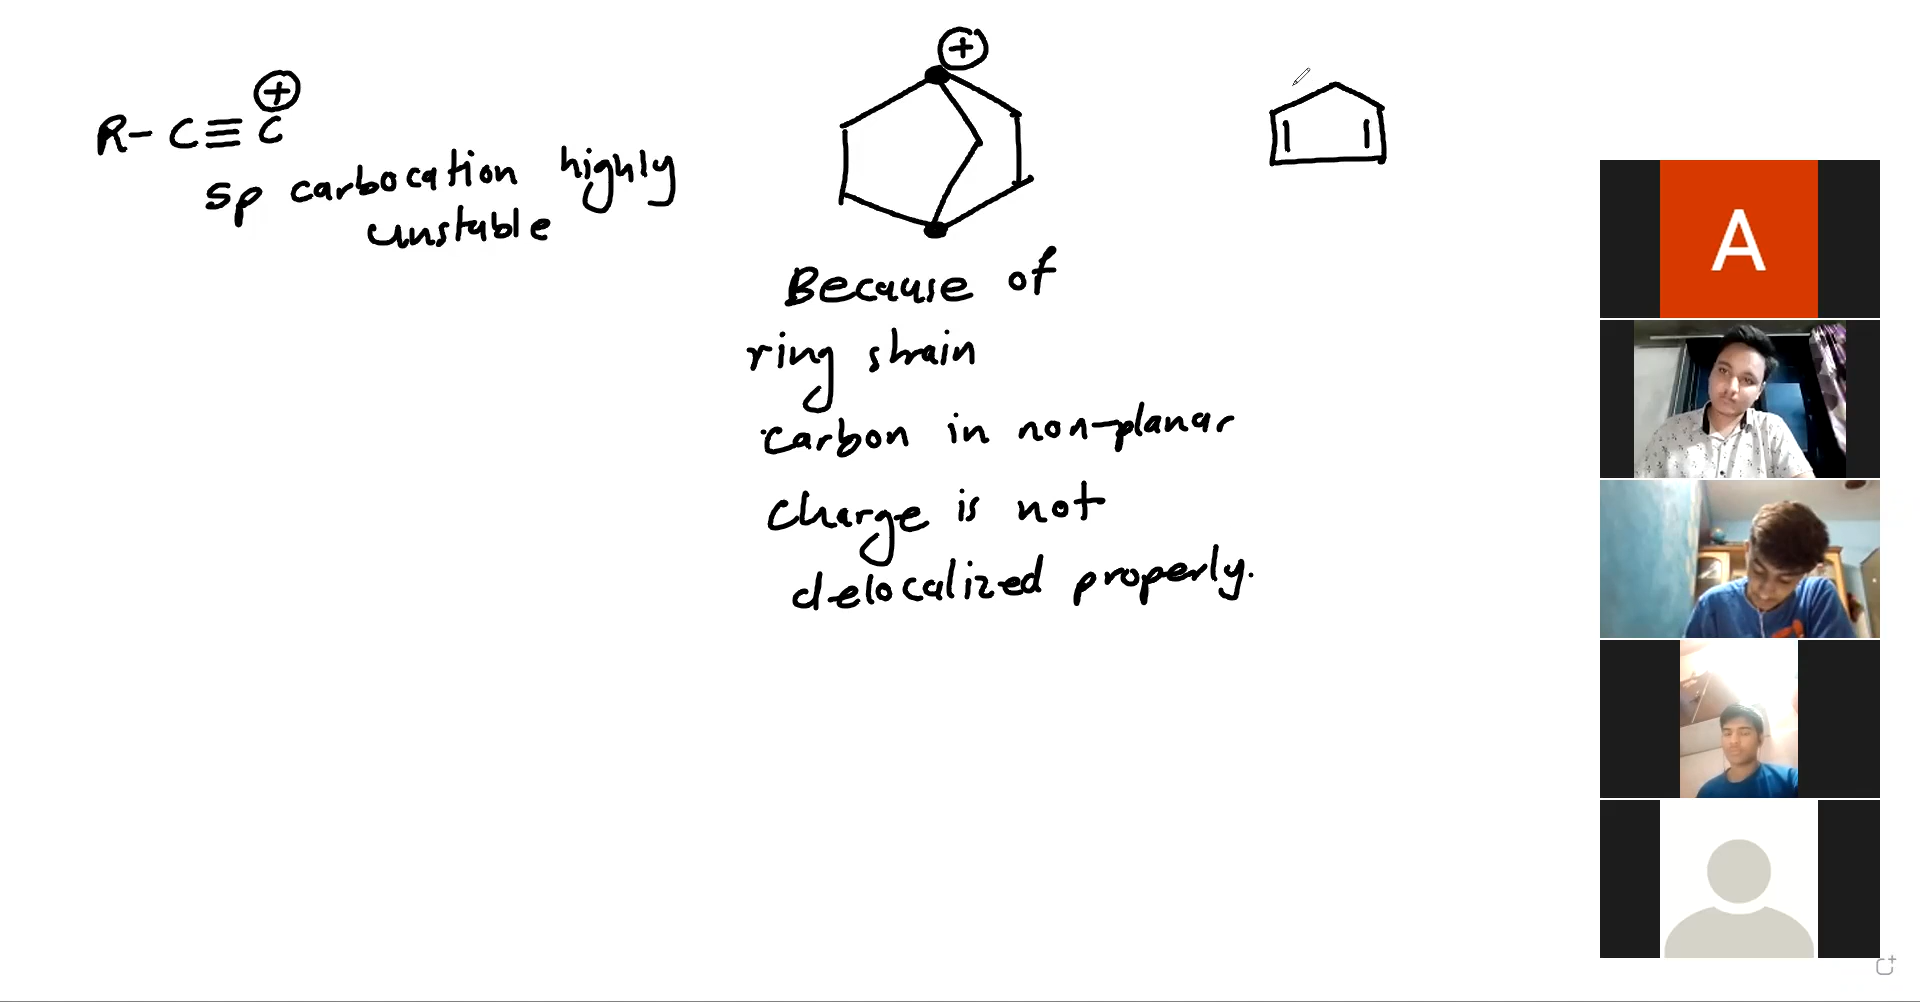 R-C≡C⊕
sp carbocation highly
unstable
⊕
Because of
ring strain
carbon in non-planar
charge is not
delocalized properly.
A